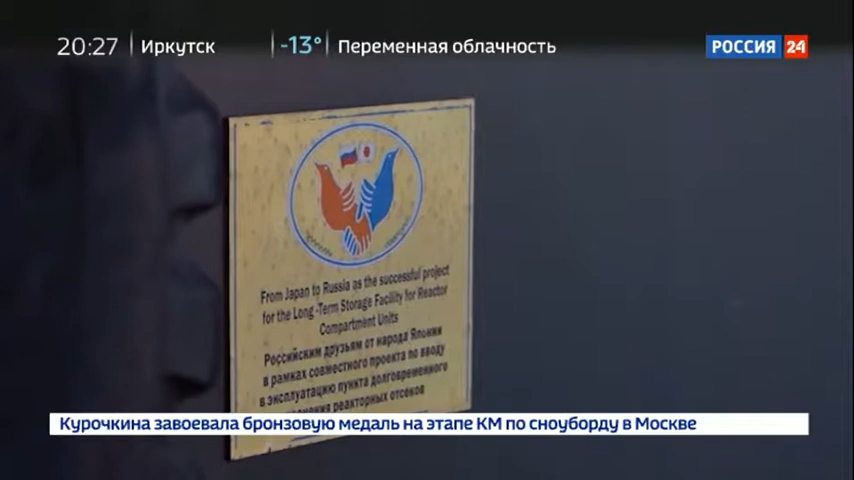 20:27 Иркутск -13° Переменная облачность
РОССИЯ 24
From Japan to Russia as the successful project
for the Long-Term Storage Facility for Reactor
Compartment Units
Российским друзьям от народа Японии
в рамках совместного проекта по вводу
в эксплуатацию пункта долговременного
реакторных отсеков
Курочкина завоевала бронзовую медаль на этапе КМ по сноуборду в Москве